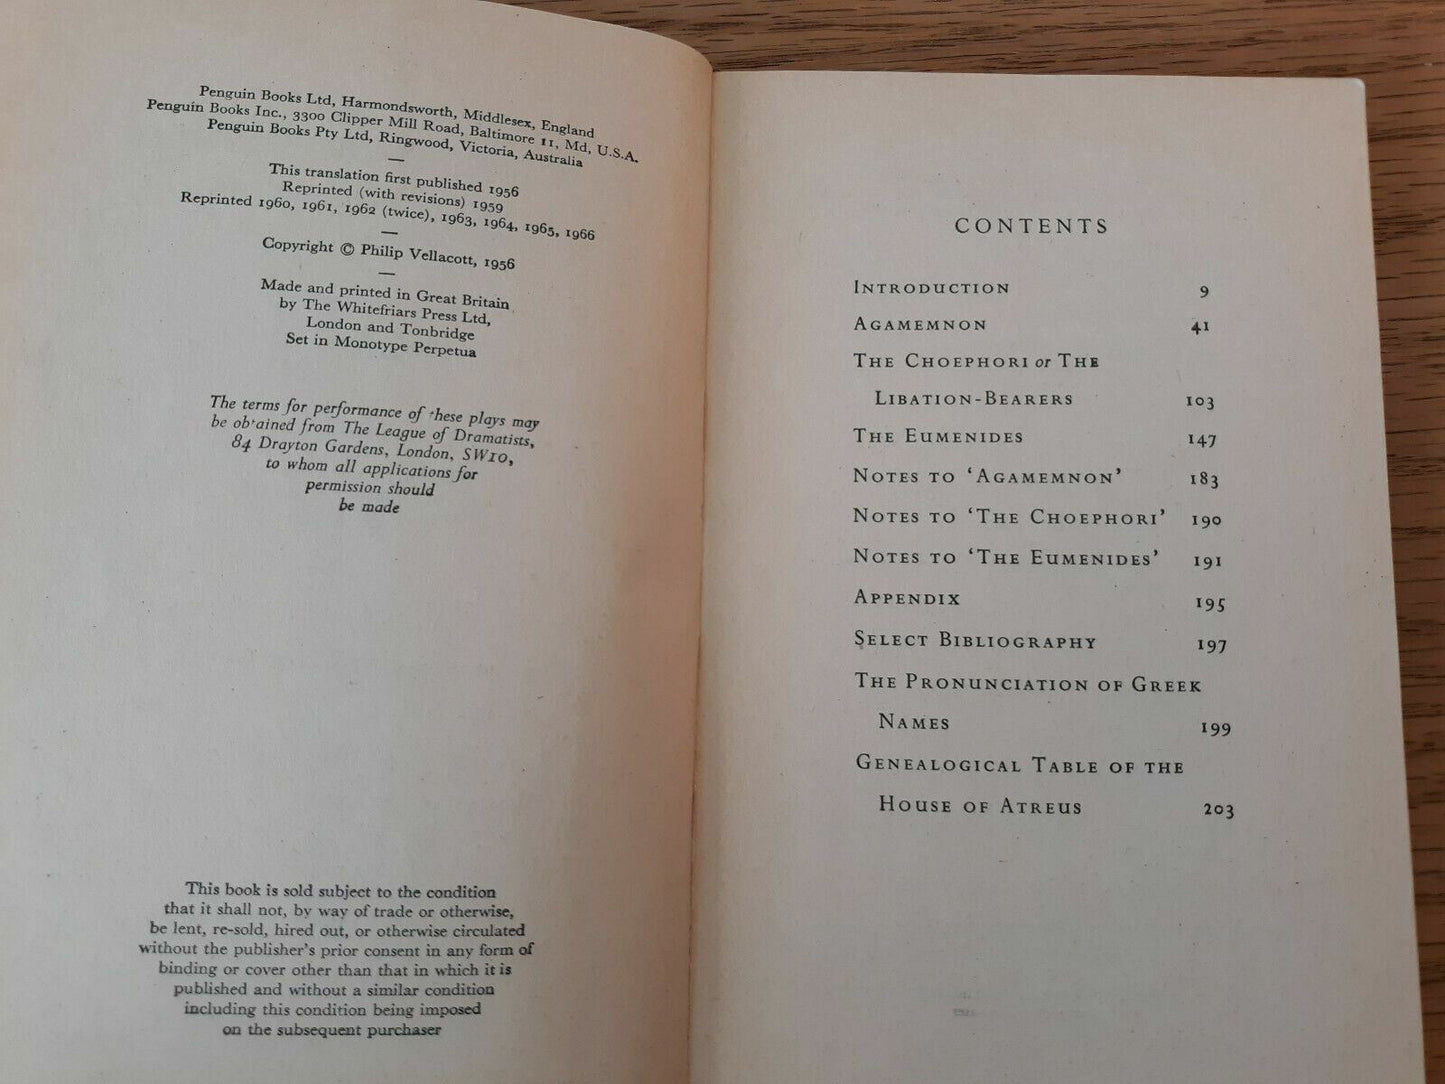 Penguin Books Ltd, Harmondsworth, Middlesex, England
Penguin Books Inc., 3300 Clipper Mill Road, Baltimore 11, Md, U.S.A.
Penguin Books Pty Ltd, Ringwood, Victoria, Australia
—
This translation first published 1956
Reprinted (with revisions) 1959
Reprinted 1960, 1961, 1962 (twice), 1963, 1964, 1965, 1966
—
Copyright © Philip Vellacott, 1956
—
Made and printed in Great Britain
by The Whitefriars Press Ltd,
London and Tonbridge
Set in Monotype Perpetua
The terms for performance of these plays may
be obtained from The League of Dramatists,
84 Drayton Gardens, London, SW10,
to whom all applications for
permission should
be made
This book is sold subject to the condition
that it shall not, by way of trade or otherwise,
be lent, re-sold, hired out, or otherwise circulated
without the publisher's prior consent in any form of
binding or cover other than that in which it is
published and without a similar condition
including this condition being imposed
on the subsequent purchaser
CONTENTS
Introduction 9
Agamemnon 41
The Choephori or The
Libation-Bearers 103
The Eumenides 147
Notes to ‘Agamemnon’ 183
Notes to ‘The Choephori’ 190
Notes to ‘The Eumenides’ 191
Appendix 195
Select Bibliography 197
The Pronunciation of Greek
Names 199
Genealogical Table of the
House of Atreus 203